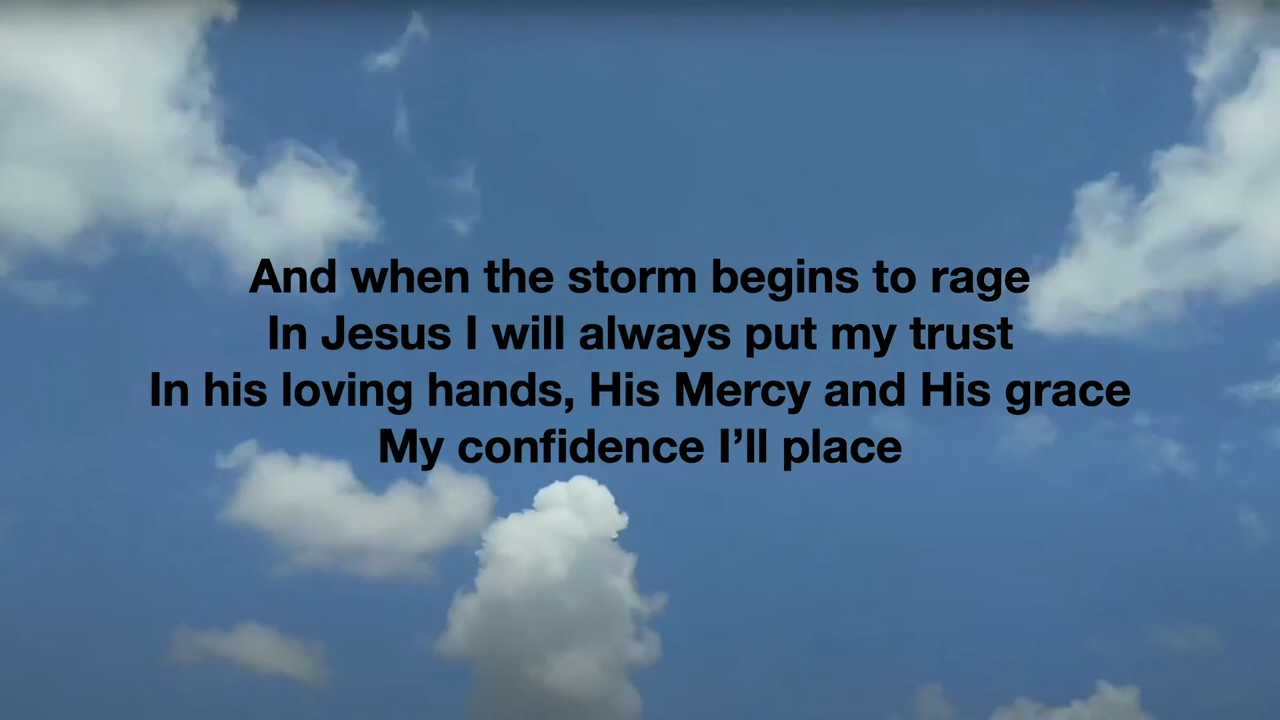 And when the storm begins to rage
In Jesus I will always put my trust
In his loving hands, His Mercy and His grace
My confidence I’ll place